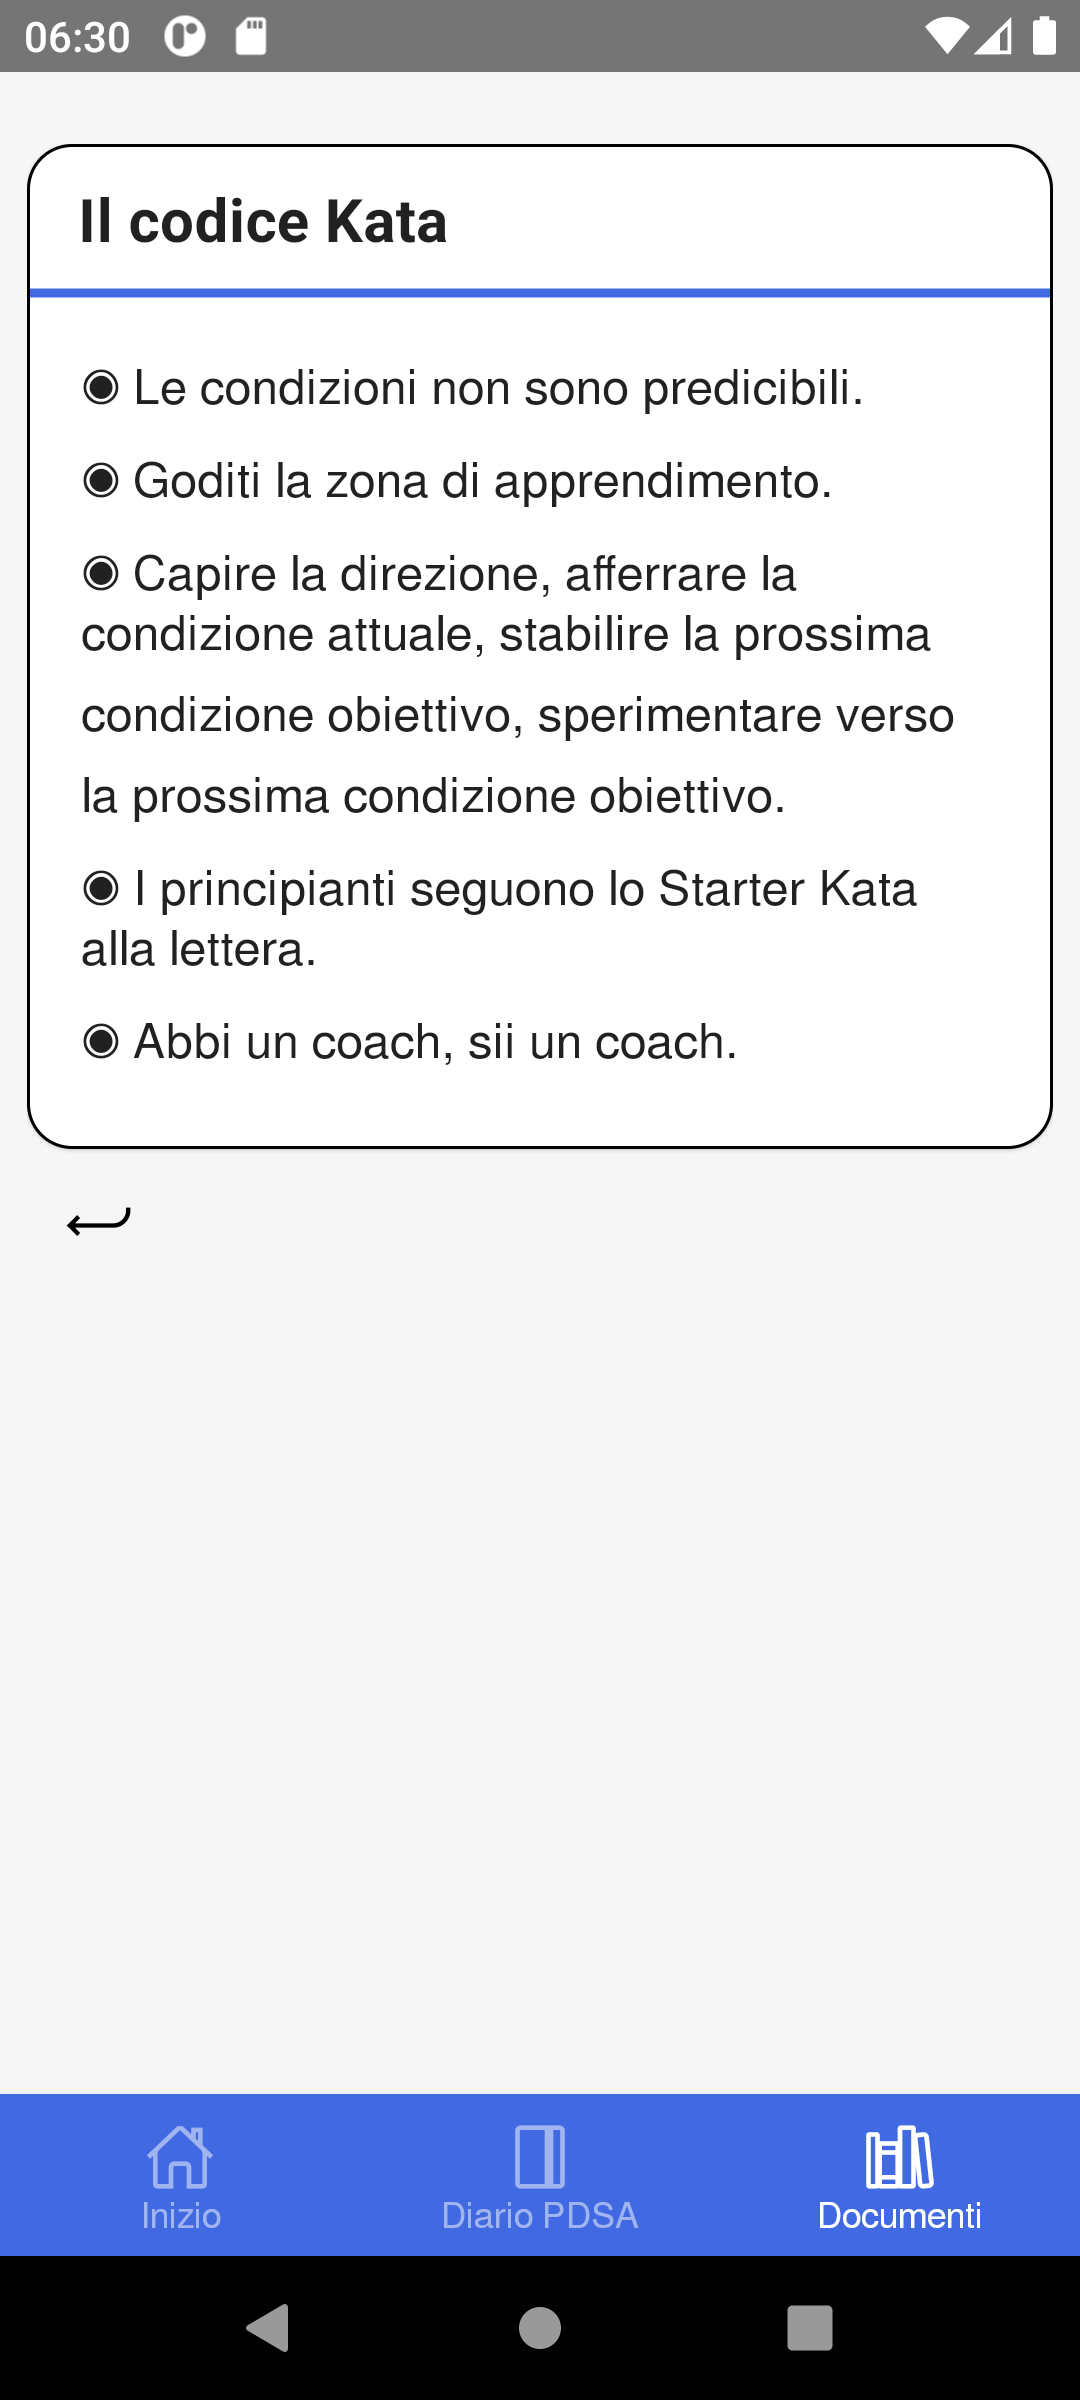 06:30
Il codice Kata
◉ Le condizioni non sono predicibili.
◉ Goditi la zona di apprendimento.
◉ Capire la direzione, afferrare la
condizione attuale, stabilire la prossima
condizione obiettivo, sperimentare verso
la prossima condizione obiettivo.
◉ I principianti seguono lo Starter Kata
alla lettera.
◉ Abbi un coach, sii un coach.
Inizio
Diario PDSA
Documenti